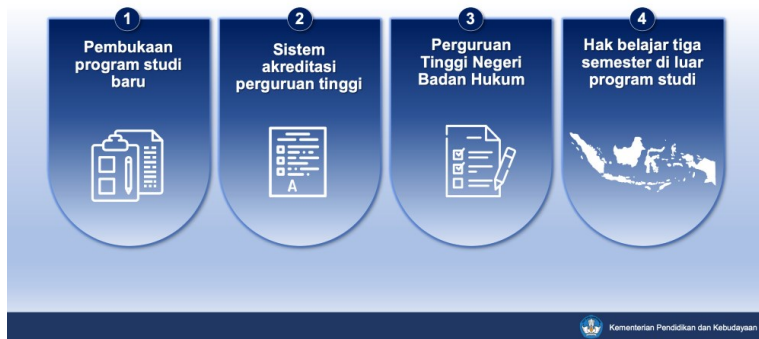 1
Pembukaan
program studi
baru
2
Sistem
akreditasi
perguruan tinggi
A
3
Perguruan
Tinggi Negeri
Badan Hukum
4
Hak belajar tiga
semester di luar
program studi
Kementerian Pendidikan dan Kebudayaan